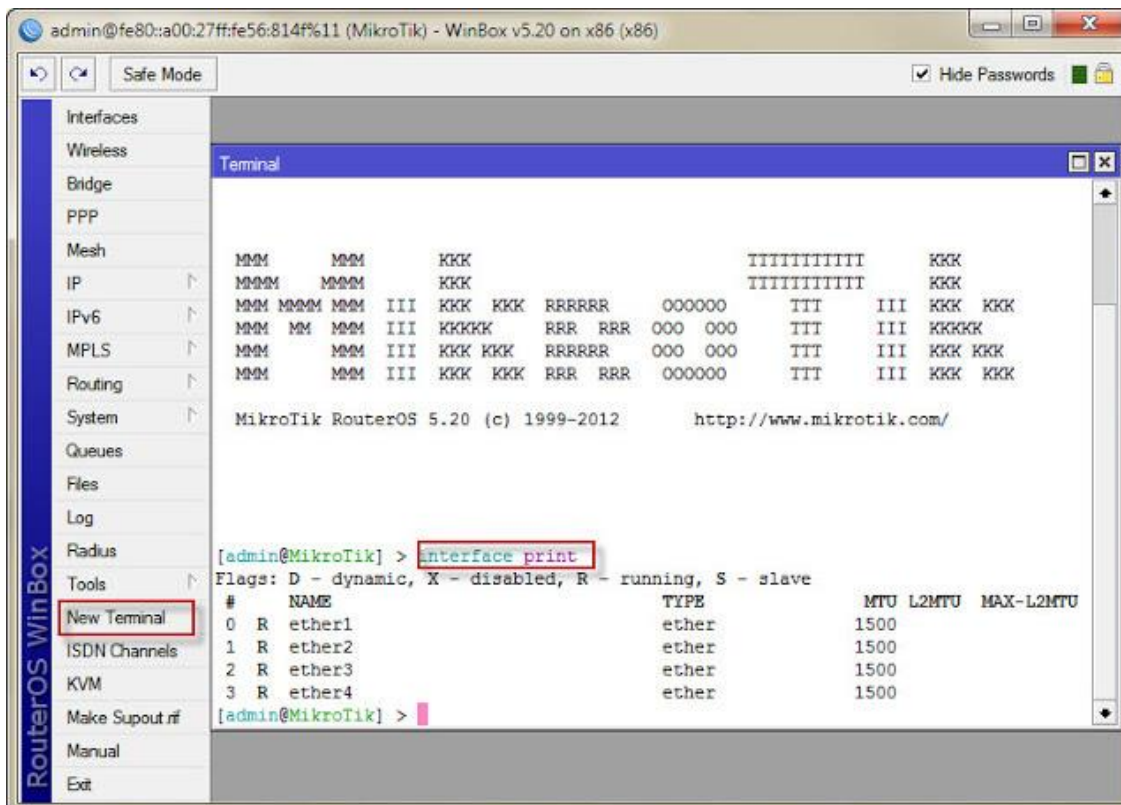 admin@fe80::a00:27ff:fe56:814f%11 (MikroTik) - WinBox v5.20 on x86 (x86)
Safe Mode
Hide Passwords
Interfaces
Wireless
Bridge
PPP
Mesh
IP
IPv6
MPLS
Routing
System
Queues
Files
Log
Radius
Tools
New Terminal
ISDN Channels
KVM
Make Supout.rif
Manual
Exit
RouterOS WinBox
Terminal
MMM      MMM       KKK                          TTTTTTTTTTT      KKK
MMMM    MMMM       KKK                          TTTTTTTTTTT      KKK
MMM MMMM MMM  III  KKK  KKK  RRRRRR     OOOOOO      TTT     III  KKK  KKK
MMM  MM  MMM  III  KKKKK     RRR  RRR  OOO  OOO     TTT     III  KKKKK
MMM      MMM  III  KKK KKK   RRRRRR    OOO  OOO     TTT     III  KKK KKK
MMM      MMM  III  KKK  KKK  RRR  RRR   OOOOOO      TTT     III  KKK  KKK
MikroTik RouterOS 5.20 (c) 1999-2012       http://www.mikrotik.com/
[admin@MikroTik] > interface print
Flags: D - dynamic, X - disabled, R - running, S - slave
#     NAME                               TYPE               MTU L2MTU  MAX-L2MTU
0  R  ether1                             ether             1500
1  R  ether2                             ether             1500
2  R  ether3                             ether             1500
3  R  ether4                             ether             1500
[admin@MikroTik] >